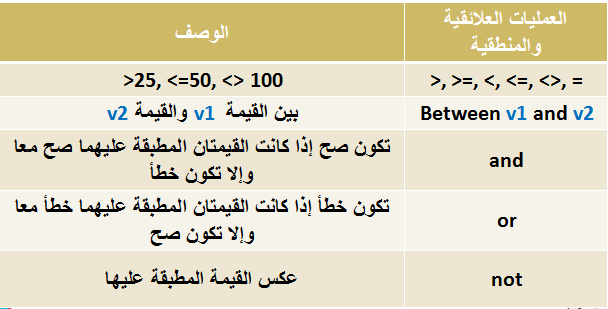 العمليات العلائقية
والمنطقية
الوصف
>, >=, <, <=, <>, =
>25, <=50, <> 100
Between v1 and v2
بين القيمة v1 والقيمة v2
and
تكون صح إذا كانت القيمتان المطبقة عليهما صح معا
وإلا تكون خطأ
or
تكون خطأ إذا كانت القيمتان المطبقة عليهما خطأ معا
وإلا تكون صح
not
عكس القيمة المطبقة عليها